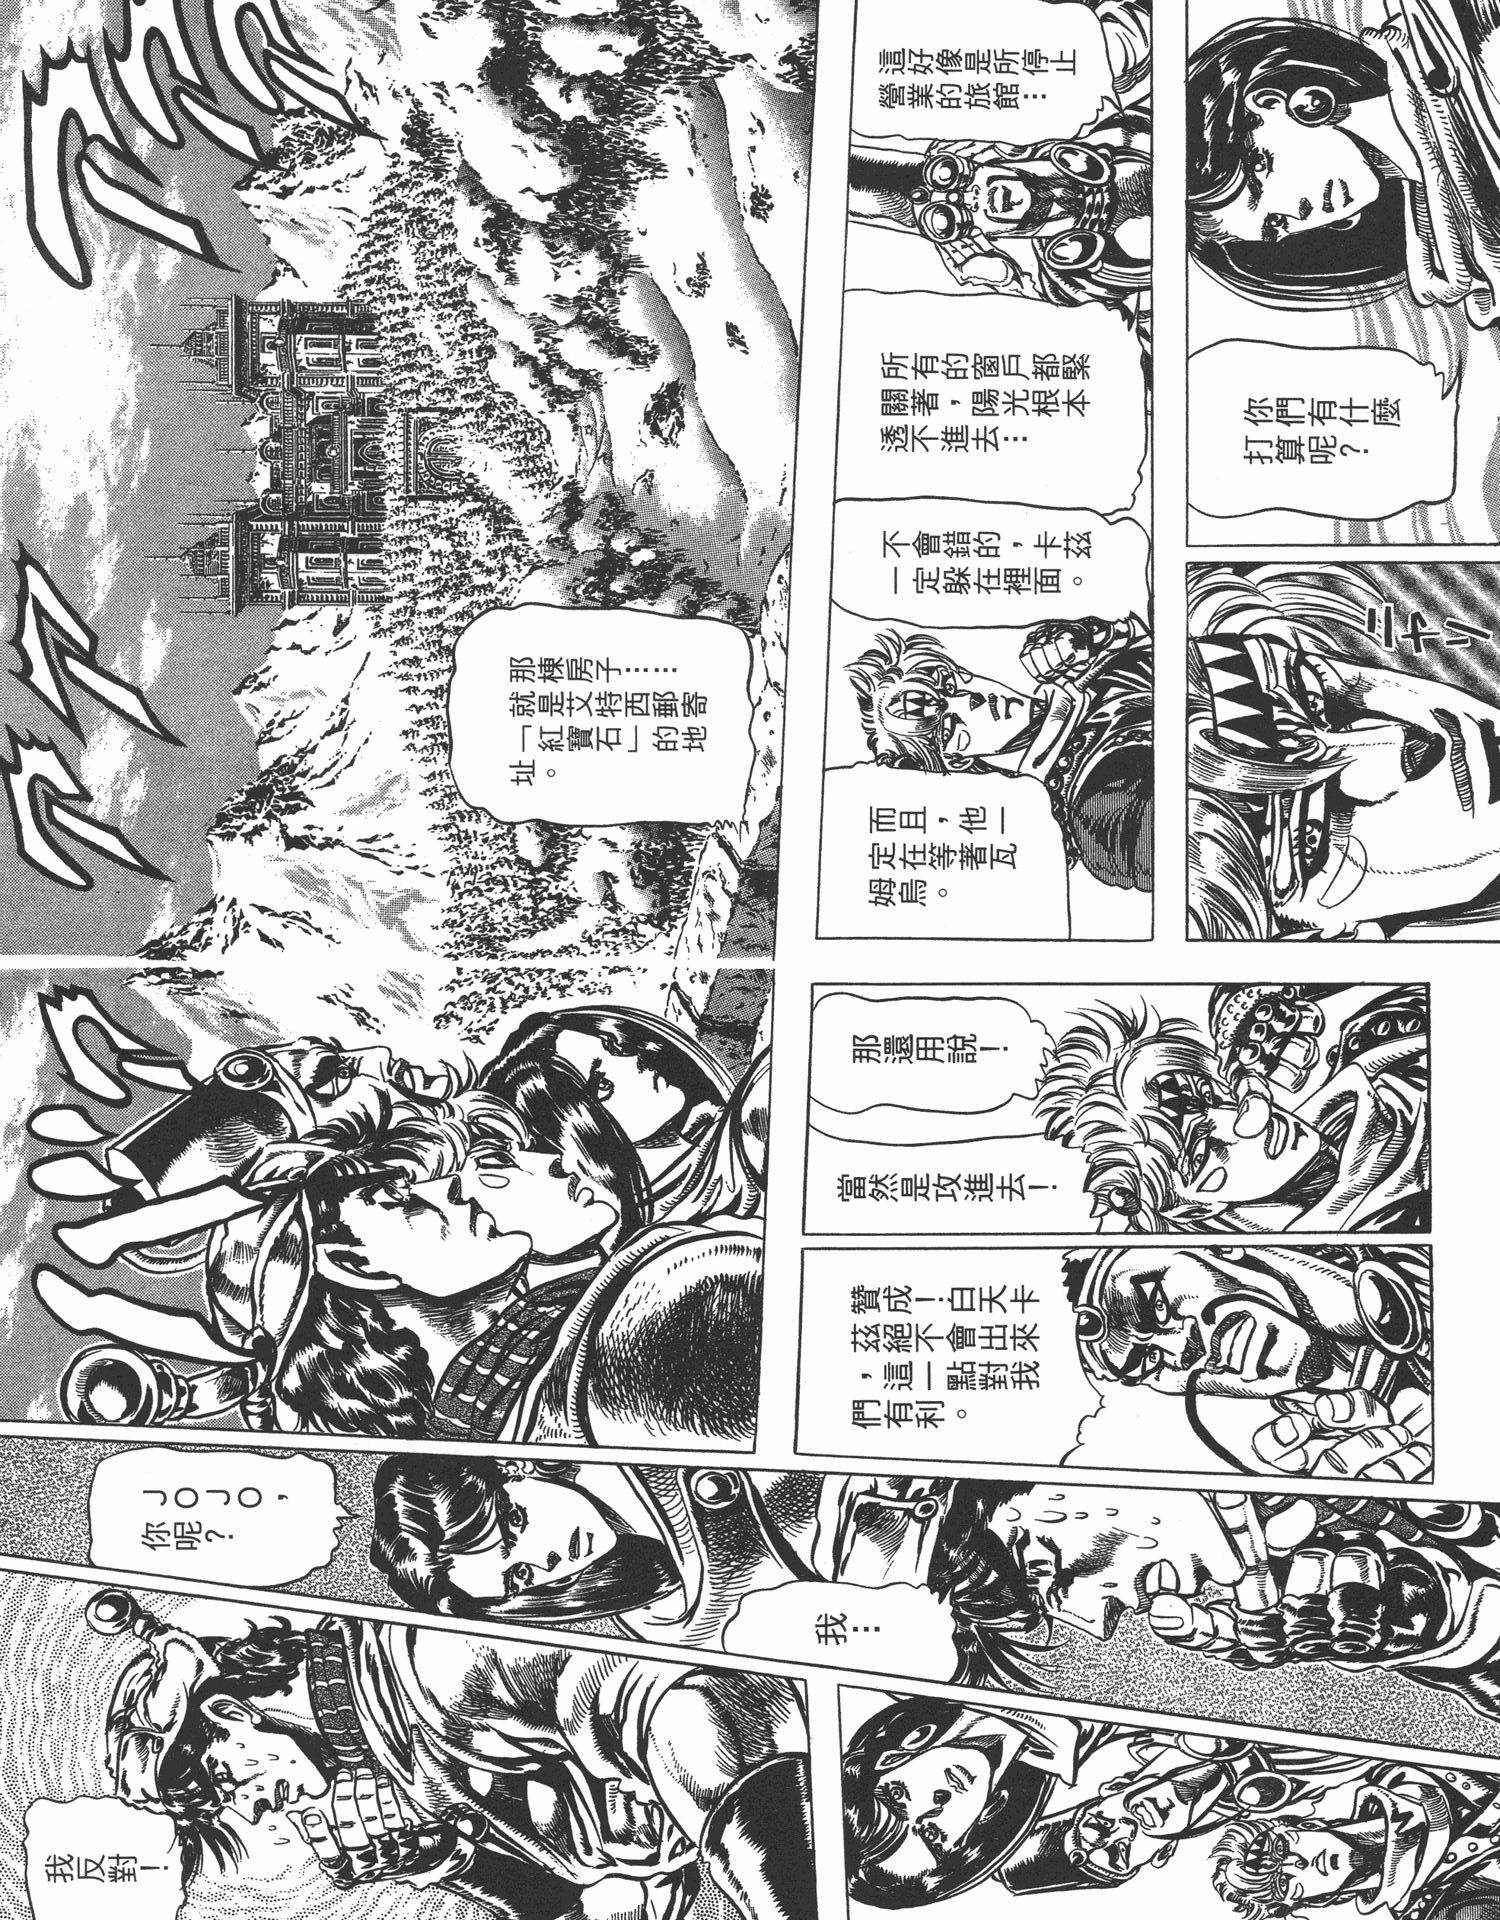 那棟房子……
就是艾特西郵寄
「紅寶石」的地
址。
這好像是所停止
營業的旅館…
所有的窗戶都緊
關著，陽光根本
透不進去…
不會錯的，卡茲
一定躲在裡面。
而且，他一
定在等著瓦
姆烏。
你們有什麼
打算呢？
ニヤリ
那還用說！
當然是攻進去！
贊成！白天卡
茲絕不會出來
，這一點對我
們有利。
JOJO，
你呢？
我…
我反對！